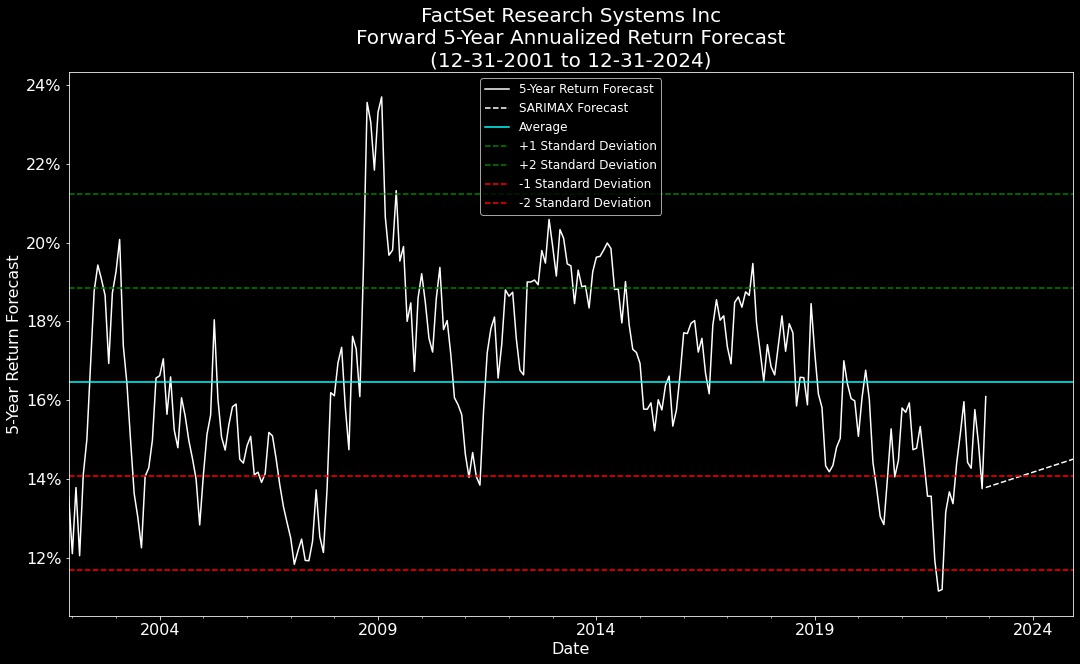 FactSet Research Systems Inc
Forward 5-Year Annualized Return Forecast
(12-31-2001 to 12-31-2024)
5-Year Return Forecast
SARIMAX Forecast
Average
+1 Standard Deviation
+2 Standard Deviation
-1 Standard Deviation
-2 Standard Deviation
24%
22%
20%
18%
16%
14%
12%
5-Year Return Forecast
2004 2009 2014 2019 2024
Date